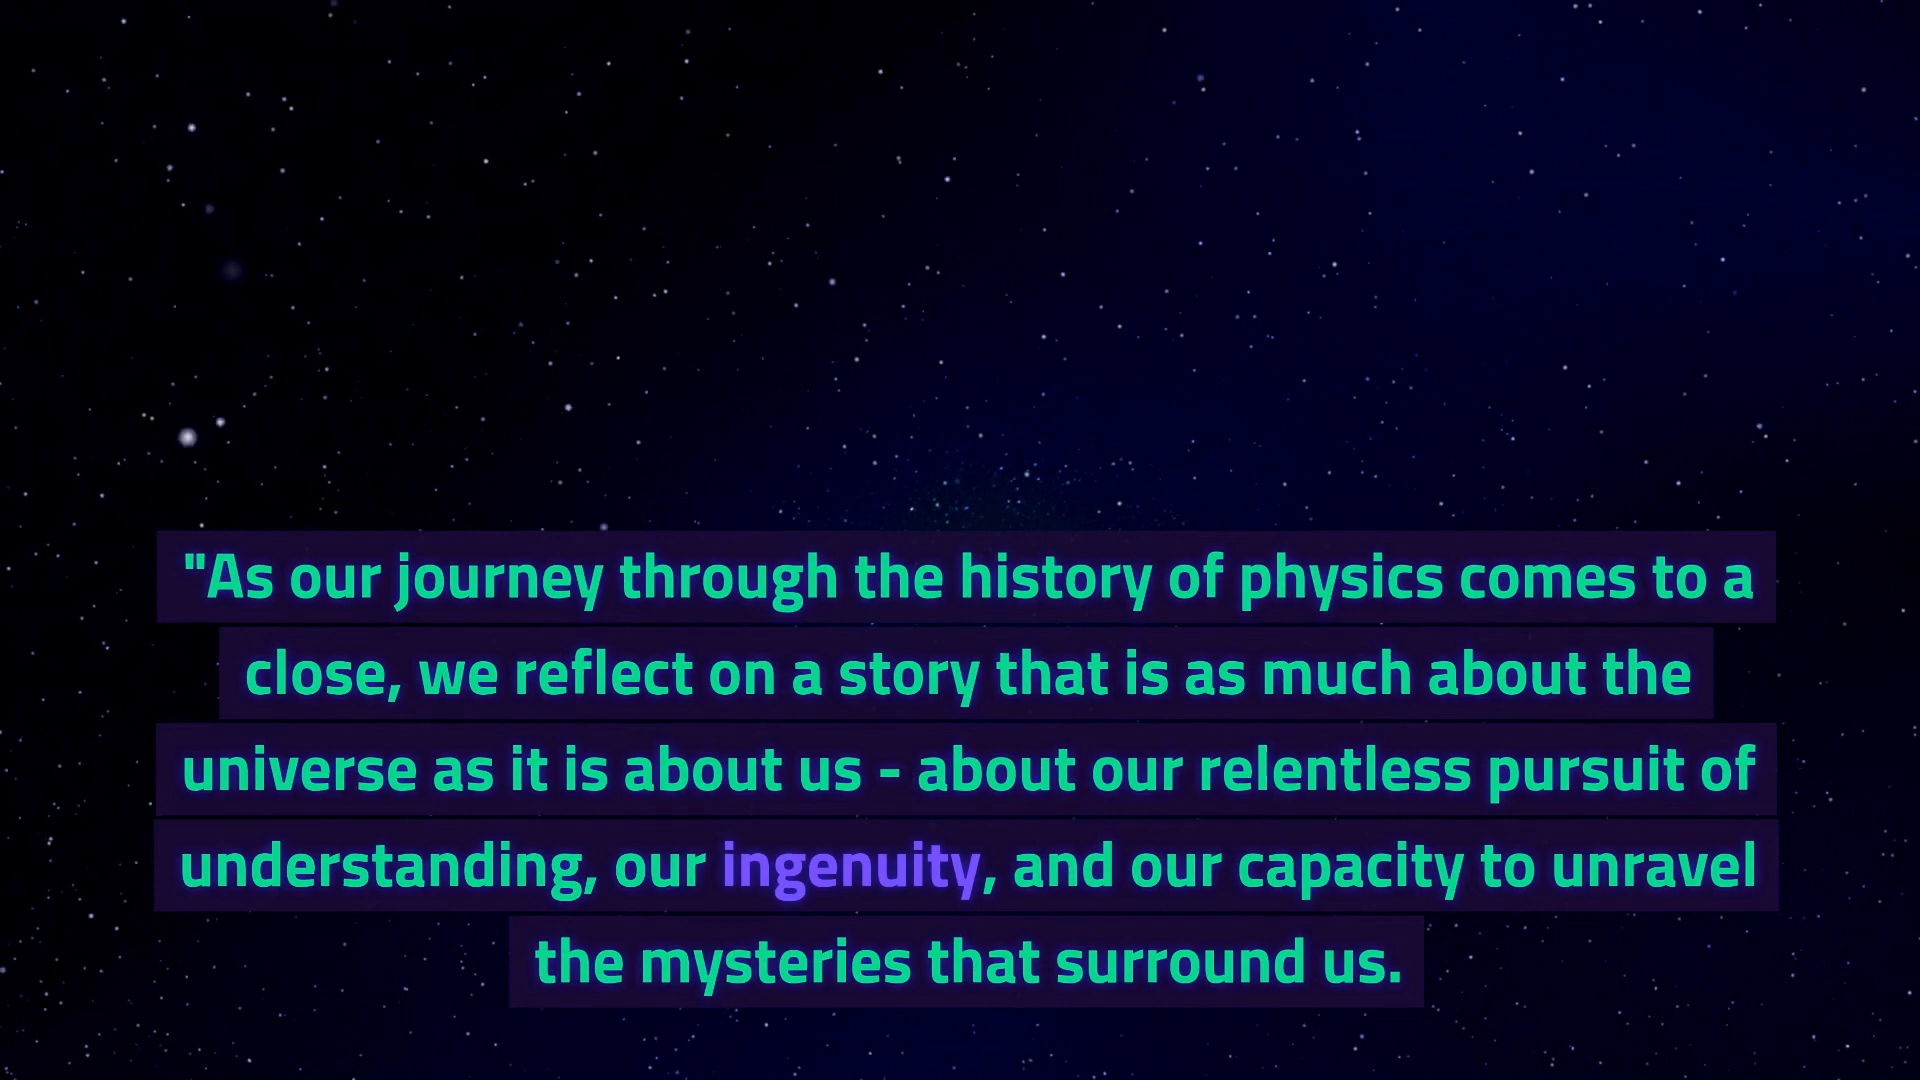 "As our journey through the history of physics comes to a
close, we reflect on a story that is as much about the
universe as it is about us - about our relentless pursuit of
understanding, our ingenuity, and our capacity to unravel
the mysteries that surround us.